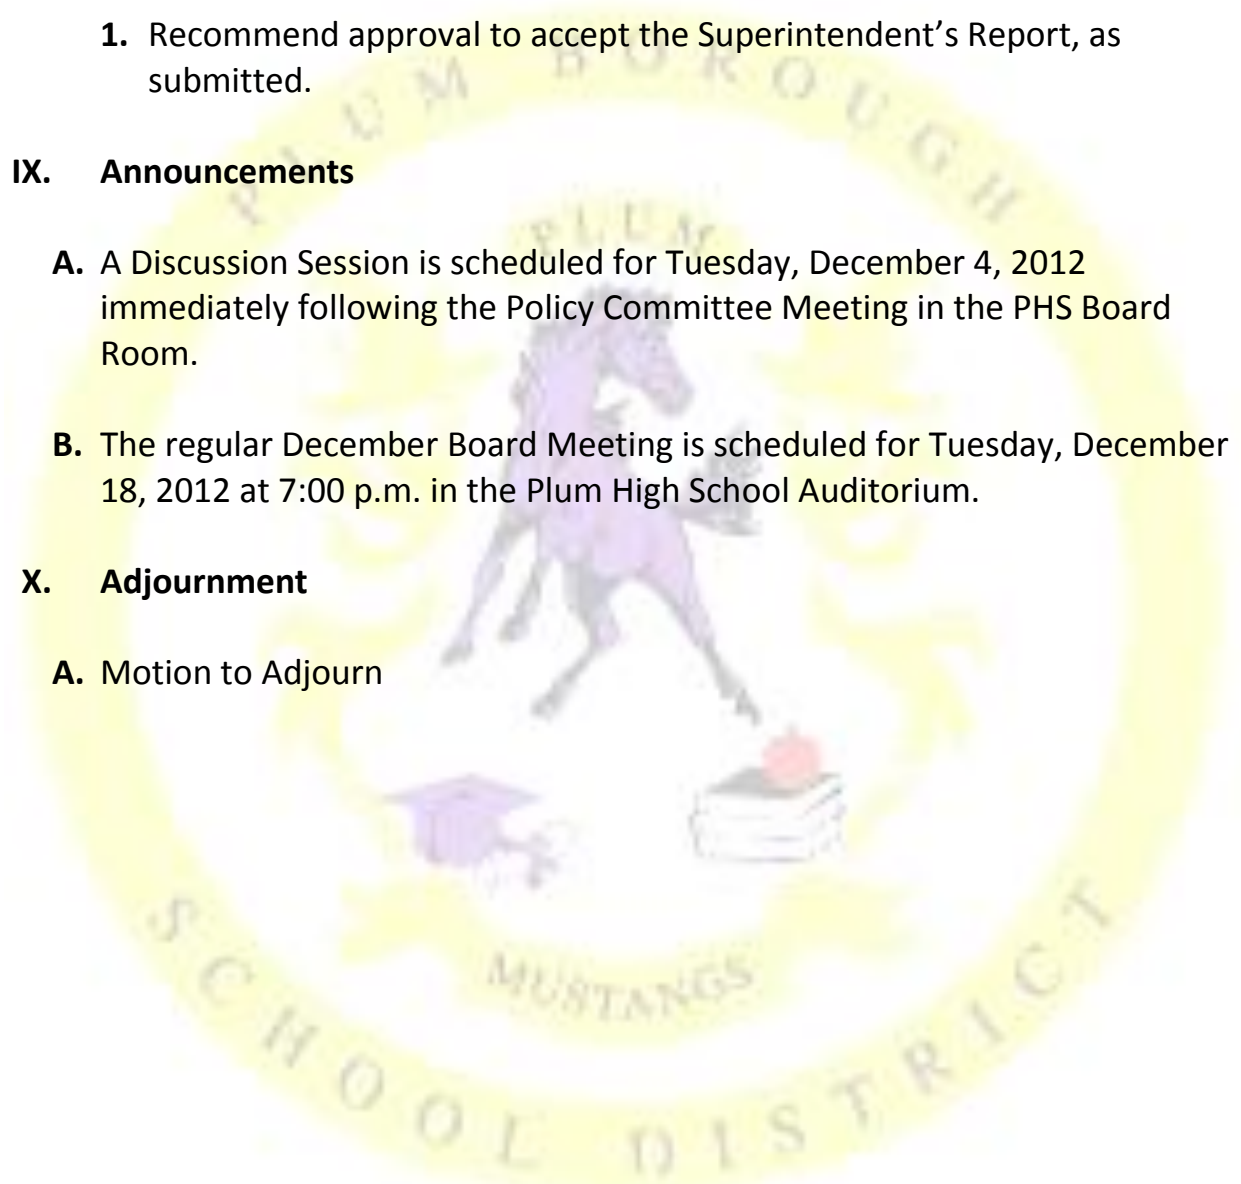 1. Recommend approval to accept the Superintendent’s Report, as
submitted.
IX. Announcements
A. A Discussion Session is scheduled for Tuesday, December 4, 2012
immediately following the Policy Committee Meeting in the PHS Board
Room.
B. The regular December Board Meeting is scheduled for Tuesday, December
18, 2012 at 7:00 p.m. in the Plum High School Auditorium.
X. Adjournment
A. Motion to Adjourn
PLUM BOROUGH
PLUM
MUSTANGS
SCHOOL DISTRICT